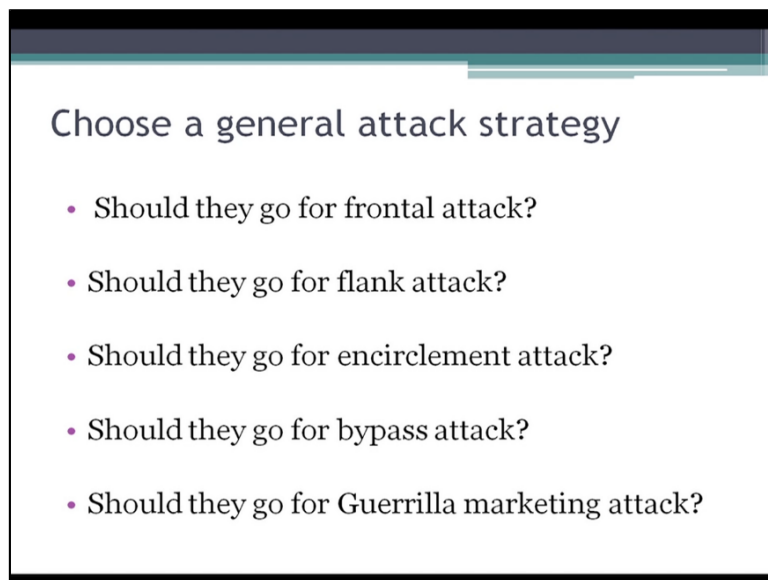 Choose a general attack strategy
• Should they go for frontal attack?
• Should they go for flank attack?
• Should they go for encirclement attack?
• Should they go for bypass attack?
• Should they go for Guerrilla marketing attack?